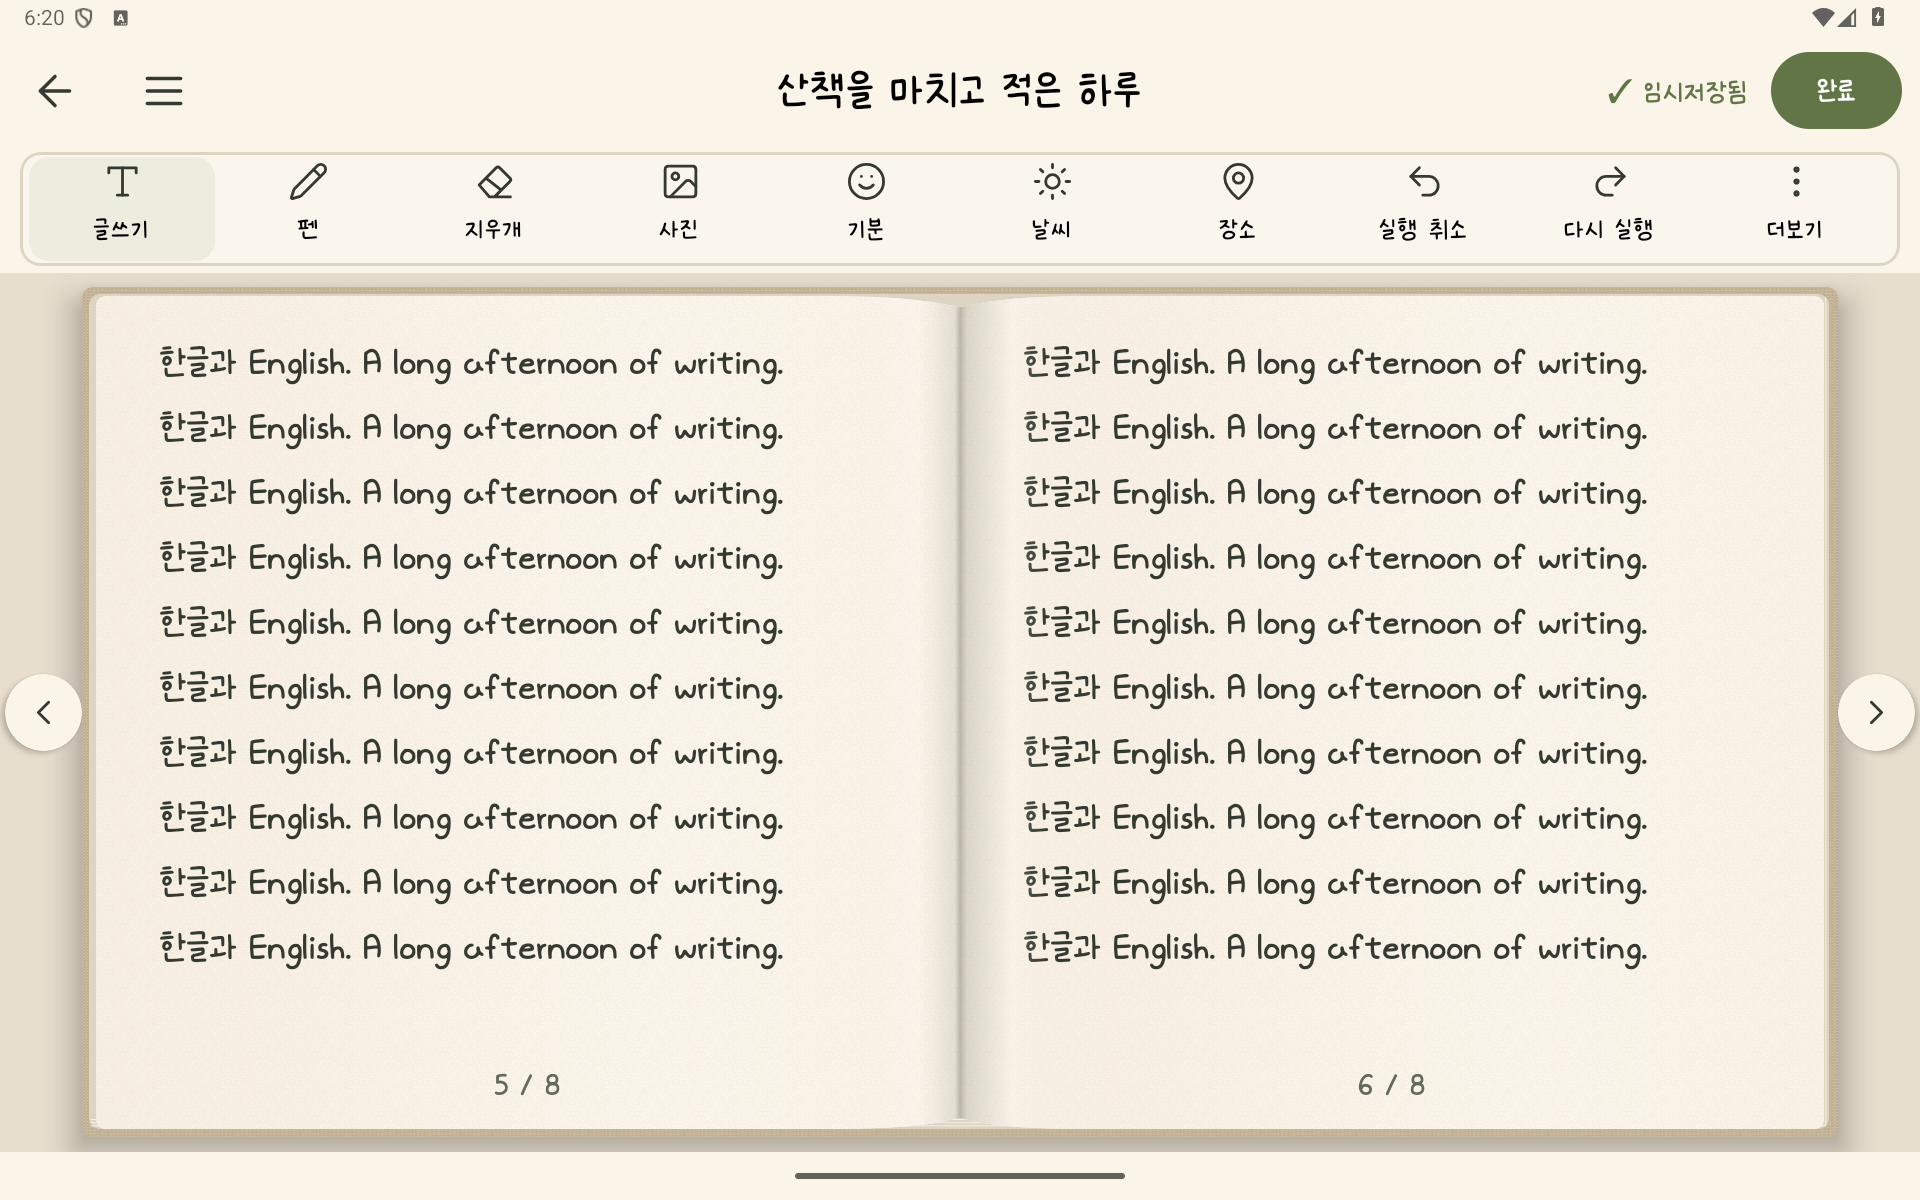 6:20
산책을 마치고 적은 하루
✓ 임시저장됨
완료
글쓰기
펜
지우개
사진
기분
날씨
장소
실행 취소
다시 실행
더보기
한글과 English. A long afternoon of writing.
한글과 English. A long afternoon of writing.
한글과 English. A long afternoon of writing.
한글과 English. A long afternoon of writing.
한글과 English. A long afternoon of writing.
한글과 English. A long afternoon of writing.
한글과 English. A long afternoon of writing.
한글과 English. A long afternoon of writing.
한글과 English. A long afternoon of writing.
한글과 English. A long afternoon of writing.
5 / 8
한글과 English. A long afternoon of writing.
한글과 English. A long afternoon of writing.
한글과 English. A long afternoon of writing.
한글과 English. A long afternoon of writing.
한글과 English. A long afternoon of writing.
한글과 English. A long afternoon of writing.
한글과 English. A long afternoon of writing.
한글과 English. A long afternoon of writing.
한글과 English. A long afternoon of writing.
한글과 English. A long afternoon of writing.
6 / 8